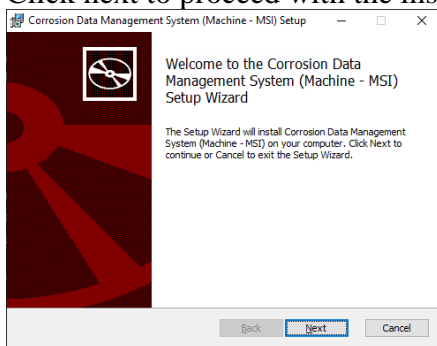 Click next to proceed with the ins
Corrosion Data Management System (Machine - MSI) Setup
Welcome to the Corrosion Data
Management System (Machine - MSI)
Setup Wizard
The Setup Wizard will install Corrosion Data Management
System (Machine - MSI) on your computer. Click Next to
continue or Cancel to exit the Setup Wizard.
Back Next Cancel